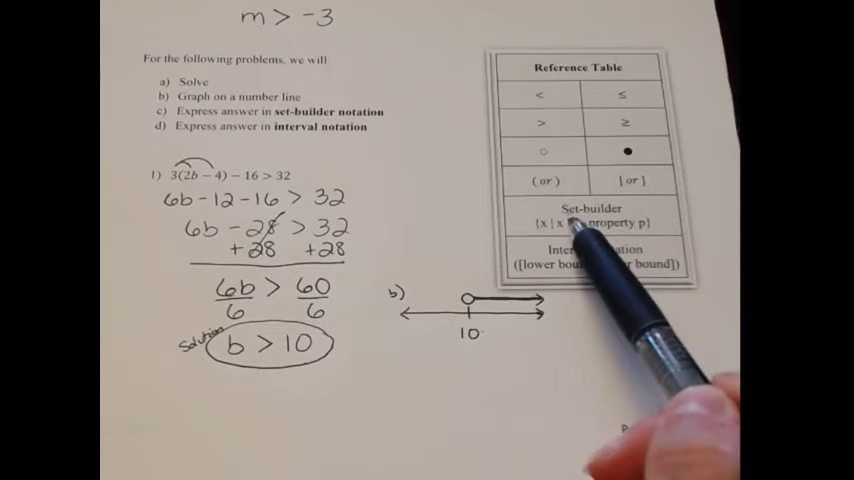 m > -3
For the following problems, we will
a) Solve
b) Graph on a number line
c) Express answer in set-builder notation
d) Express answer in interval notation
1) 3(2b − 4) − 16 > 32
6b - 12 - 16 > 32
6b - 28 > 32
+28 +28
6b > 60
6 6
Solution b > 10
b)
10
Reference Table
< ≤
> ≥
○ ●
( or ) [ or ]
Set-builder
{x | x property p}
([lower bound])